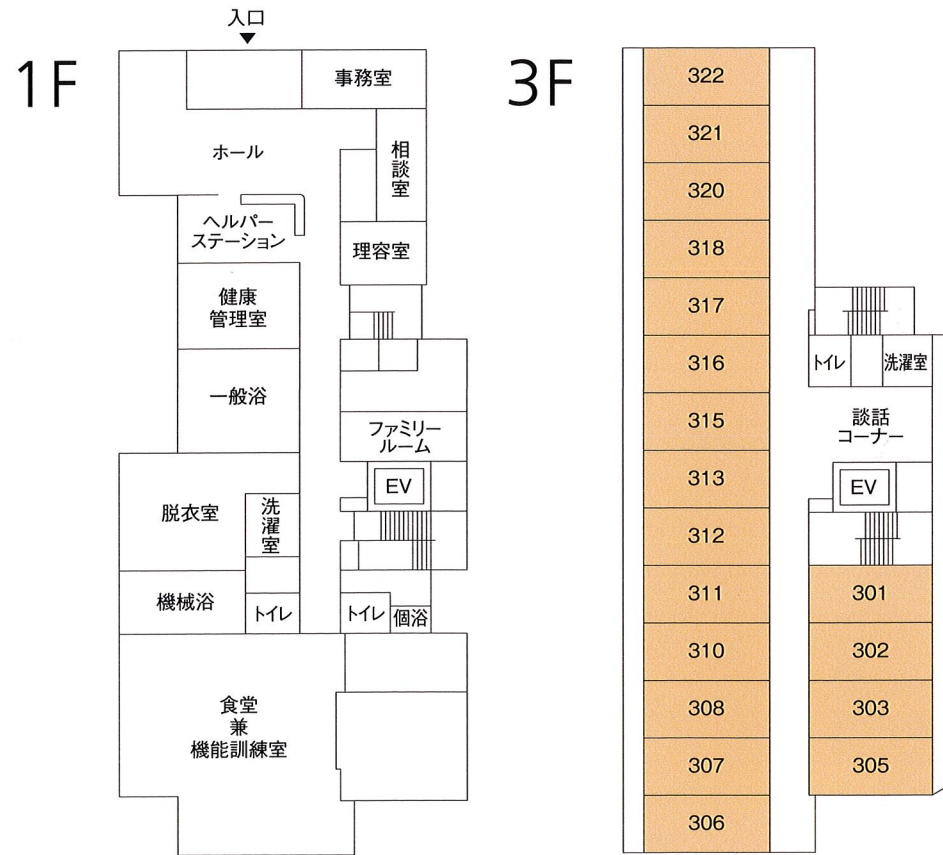 入口
1F
事務室
ホール
相談室
ヘルパー
ステーション
理容室
健康
管理室
一般浴
ファミリー
ルーム
EV
脱衣室
洗濯室
機械浴
トイレ
トイレ
個浴
食堂
兼
機能訓練室
3F
322
321
320
318
317
316
315
313
312
311
310
308
307
306
トイレ
洗濯室
談話
コーナー
EV
301
302
303
305